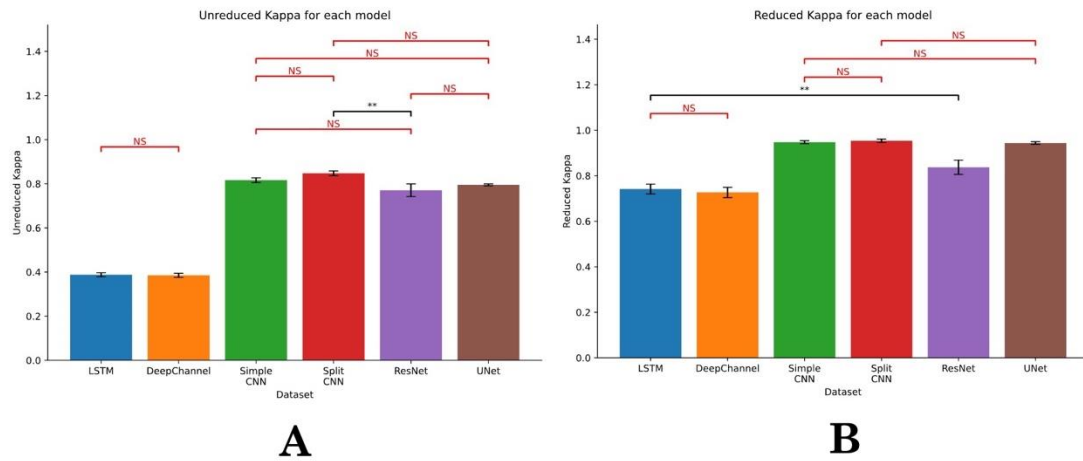 Unreduced Kappa for each model
NS
NS
NS
NS
**
NS
NS
1.4
1.2
1.0
0.8
0.6
0.4
0.2
0.0
Unreduced Kappa
LSTM DeepChannel Simple CNN Split CNN ResNet UNet
Dataset
A
Reduced Kappa for each model
NS
NS
NS
**
NS
1.4
1.2
1.0
0.8
0.6
0.4
0.2
0.0
Reduced Kappa
LSTM DeepChannel Simple CNN Split CNN ResNet UNet
Dataset
B